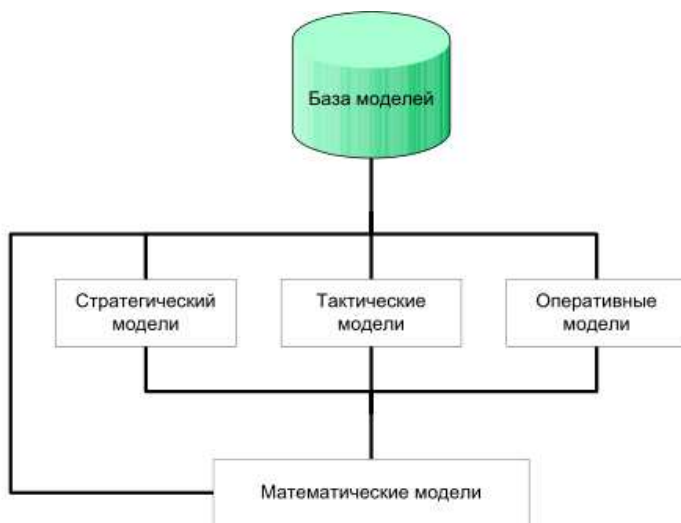 База моделей
Стратегический
модели
Тактические
модели
Оперативные
модели
Математические модели